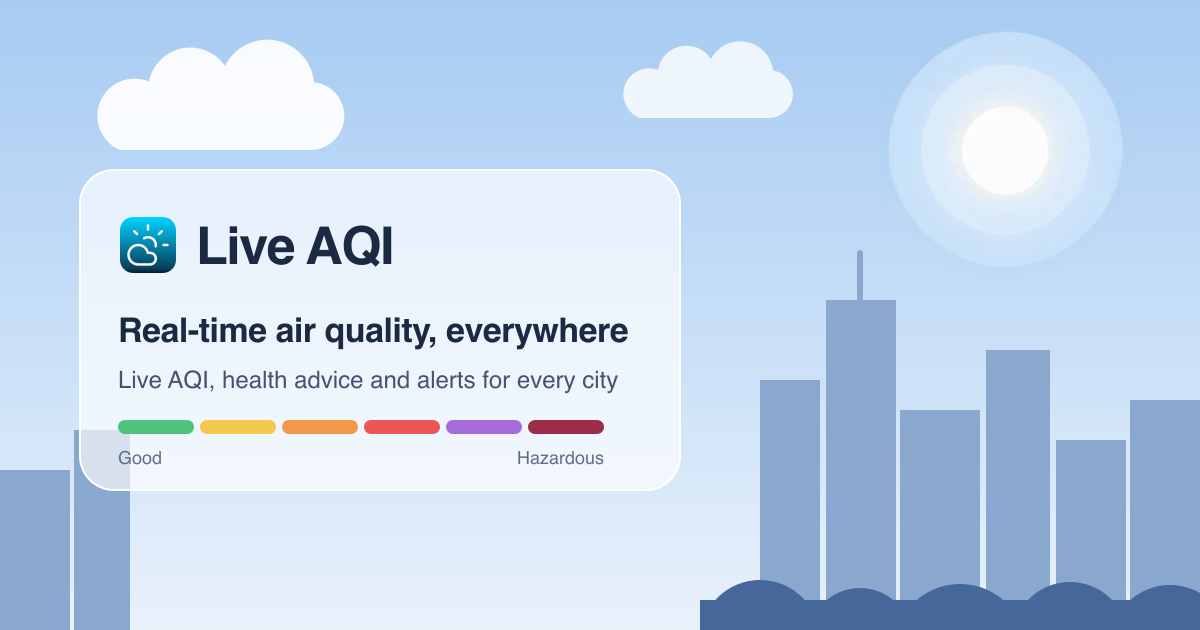 Live AQI
Real-time air quality, everywhere
Live AQI, health advice and alerts for every city
Good
Hazardous